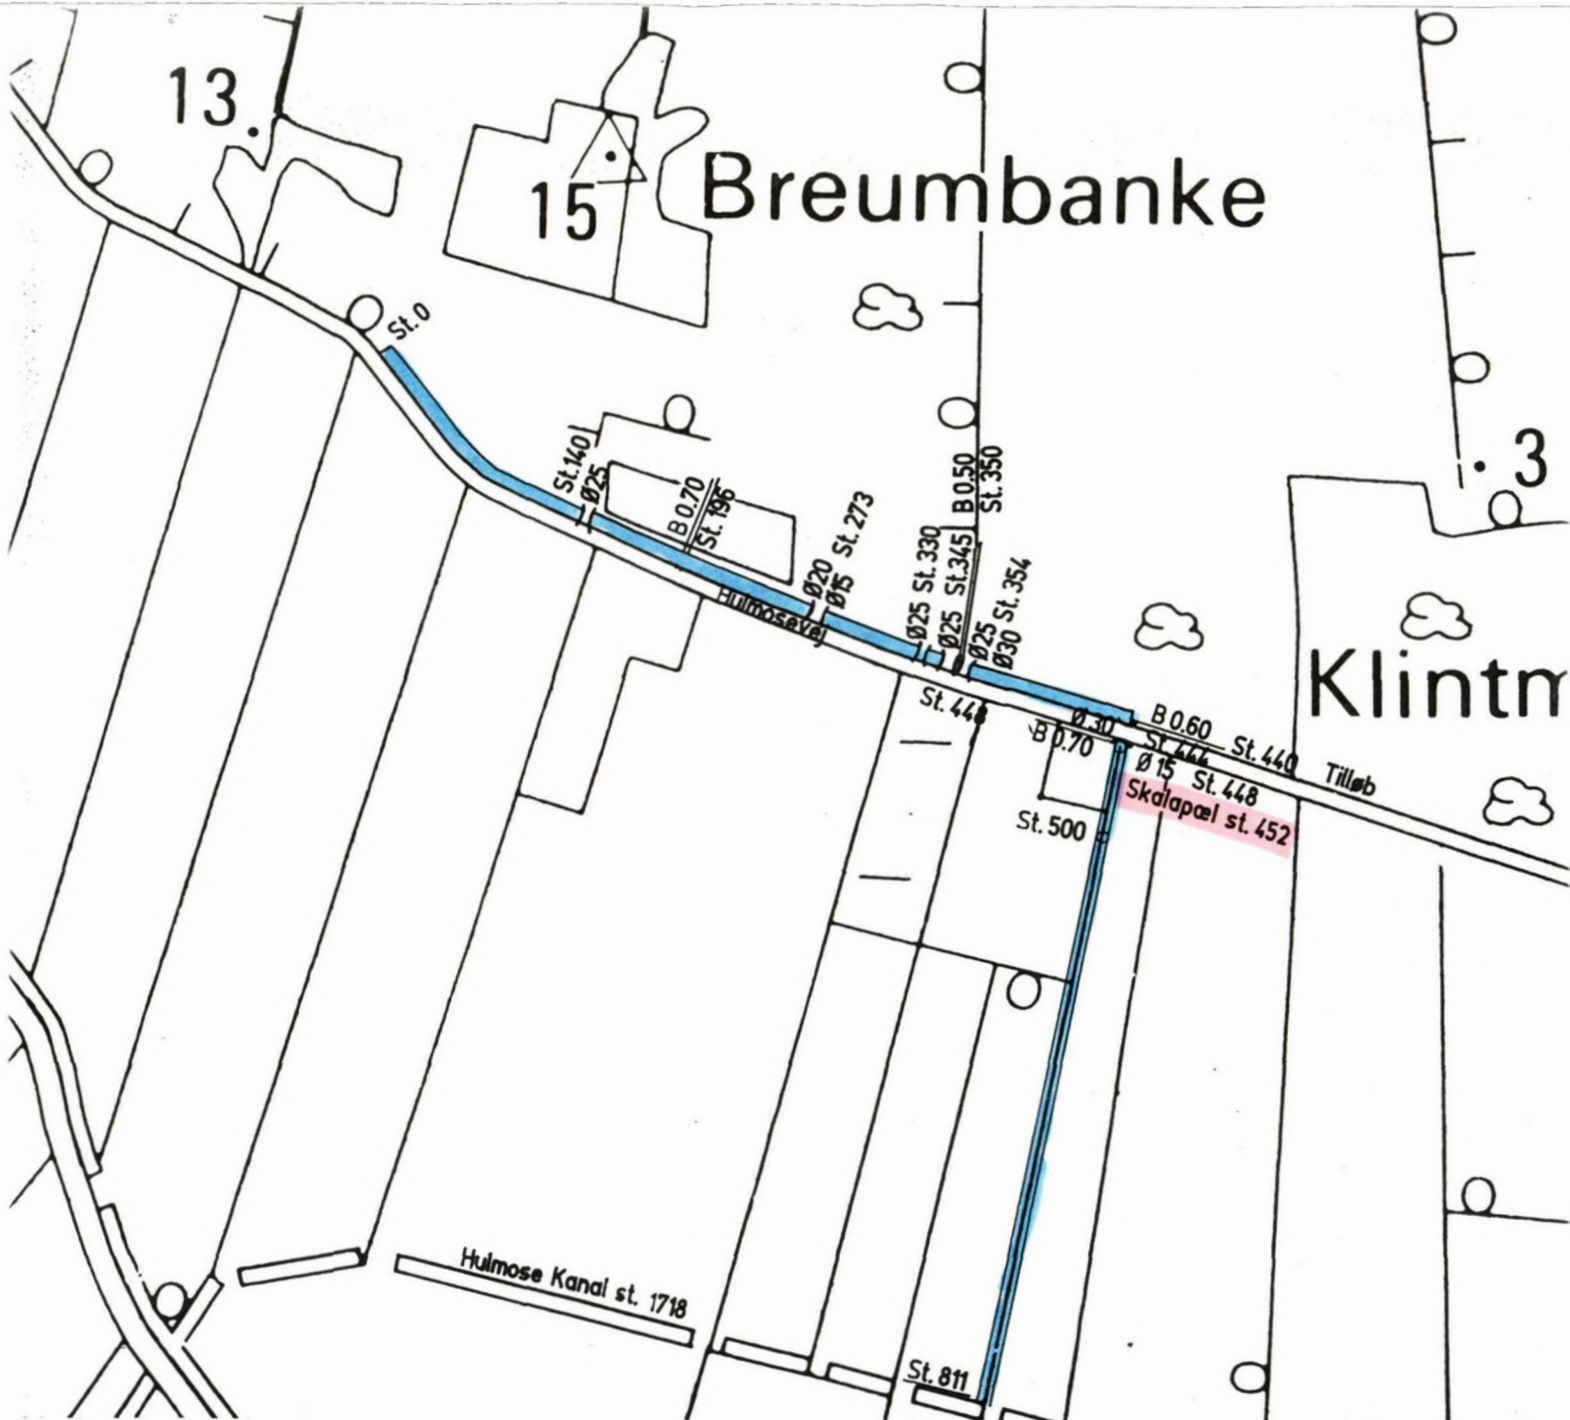 13.
15
Breumbanke
St. 0
St. 140
Ø25
B 0.70
St. 196
Ø20
Ø15 St. 273
Ø25 St. 330
Ø25 St. 345
B 0.50
St. 350
Ø25
Ø30 St. 354
3
Hulmosevej
Klintm
St. 448
Ø 30
B 0.70
B 0.60
St. 444
St. 440
Tilløb
Ø 15 St. 448
Skalapæl st. 452
St. 500
Hulmose Kanal st. 1718
St. 811